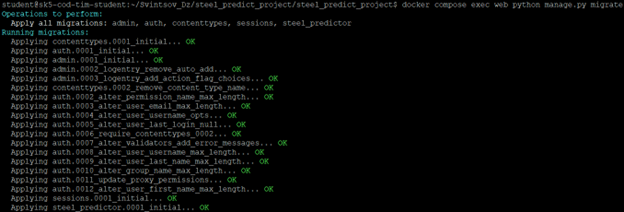 student@sk5-cod-tim-student:~/Svintsov_Dz/steel_predict_project/steel_predict_project$ docker compose exec web python manage.py migrate
Operations to perform:
  Apply all migrations: admin, auth, contenttypes, sessions, steel_predictor
Running migrations:
  Applying contenttypes.0001_initial... OK
  Applying auth.0001_initial... OK
  Applying admin.0001_initial... OK
  Applying admin.0002_logentry_remove_auto_add... OK
  Applying admin.0003_logentry_add_action_flag_choices... OK
  Applying contenttypes.0002_remove_content_type_name... OK
  Applying auth.0002_alter_permission_name_max_length... OK
  Applying auth.0003_alter_user_email_max_length... OK
  Applying auth.0004_alter_user_username_opts... OK
  Applying auth.0005_alter_user_last_login_null... OK
  Applying auth.0006_require_contenttypes_0002... OK
  Applying auth.0007_alter_validators_add_error_messages... OK
  Applying auth.0008_alter_user_username_max_length... OK
  Applying auth.0009_alter_user_last_name_max_length... OK
  Applying auth.0010_alter_group_name_max_length... OK
  Applying auth.0011_update_proxy_permissions... OK
  Applying auth.0012_alter_user_first_name_max_length... OK
  Applying sessions.0001_initial... OK
  Applying steel_predictor.0001_initial... OK